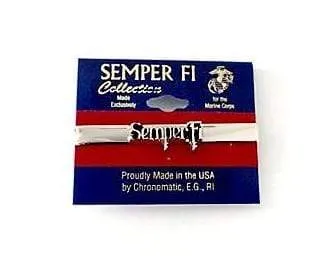 SEMPER FI
Collection
Made
Exclusively
for the
Marine Corps
Semper fi
Proudly Made in the USA
by Chronomatic, E.G., RI